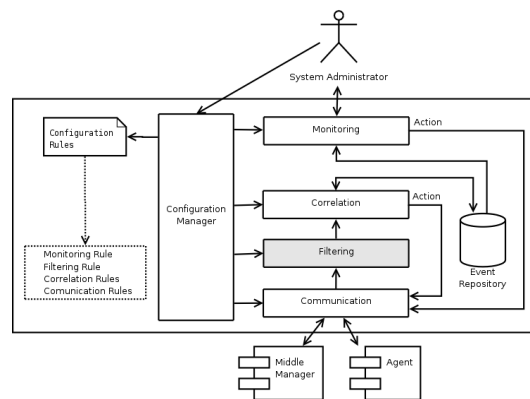 System Administrator
Configuration
Rules
Monitoring
Action
Configuration
Manager
Correlation
Action
Filtering
Event
Repository
Monitoring Rule
Filtering Rule
Correlation Rules
Comunication Rules
Communication
Middle
Manager
Agent